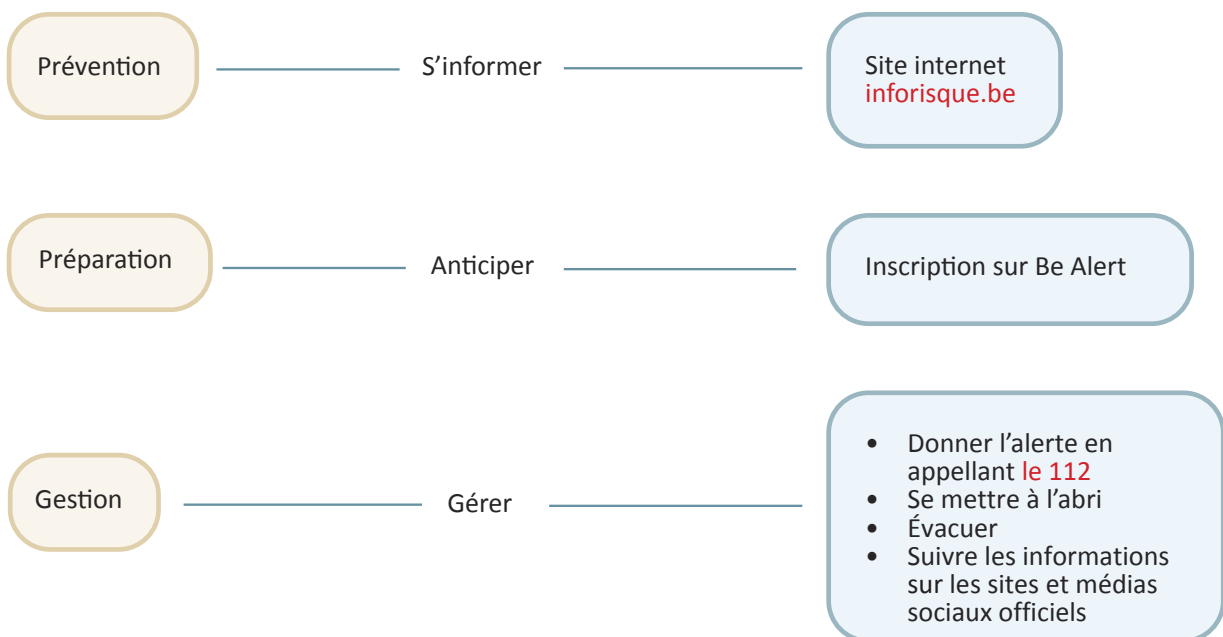 Prévention
S’informer
Site internet
inforisque.be
Préparation
Anticiper
Inscription sur Be Alert
Gestion
Gérer
• Donner l’alerte en
appellant le 112
• Se mettre à l’abri
• Évacuer
• Suivre les informations
sur les sites et médias
sociaux officiels